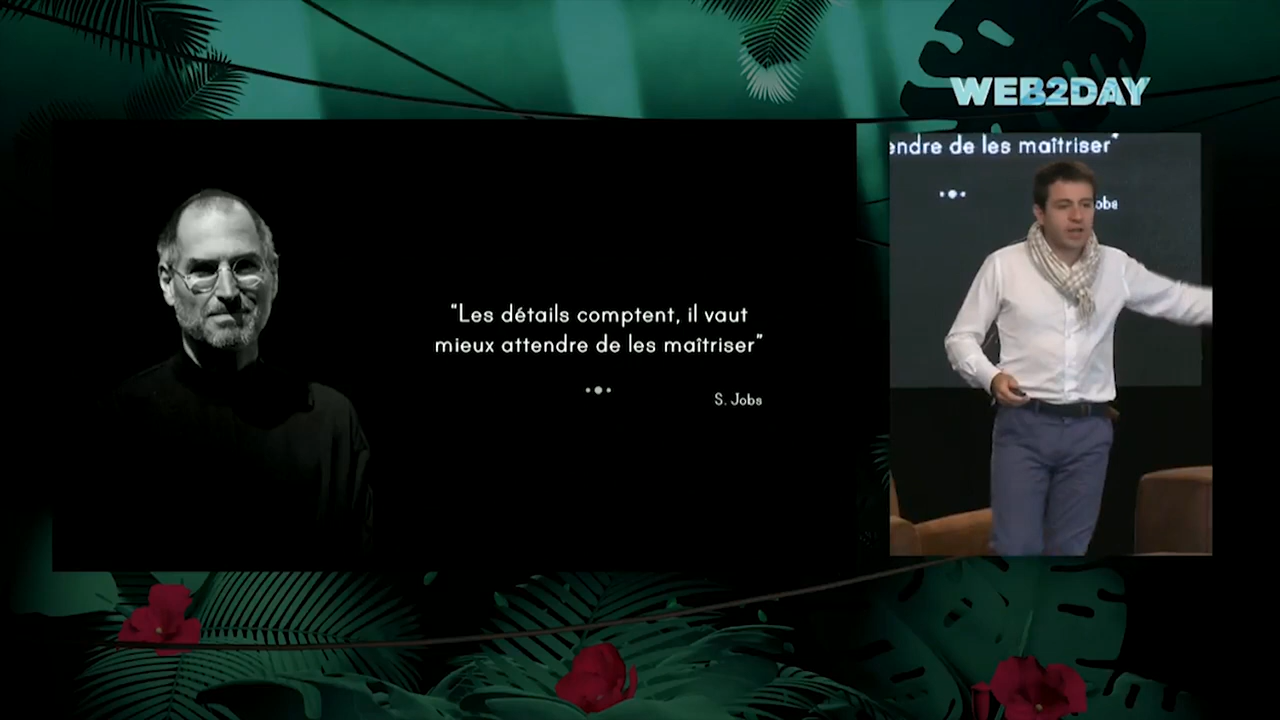 WEB2DAY
“Les détails comptent, il vaut
mieux attendre de les maîtriser”
S. Jobs
endre de les maîtriser”
obs